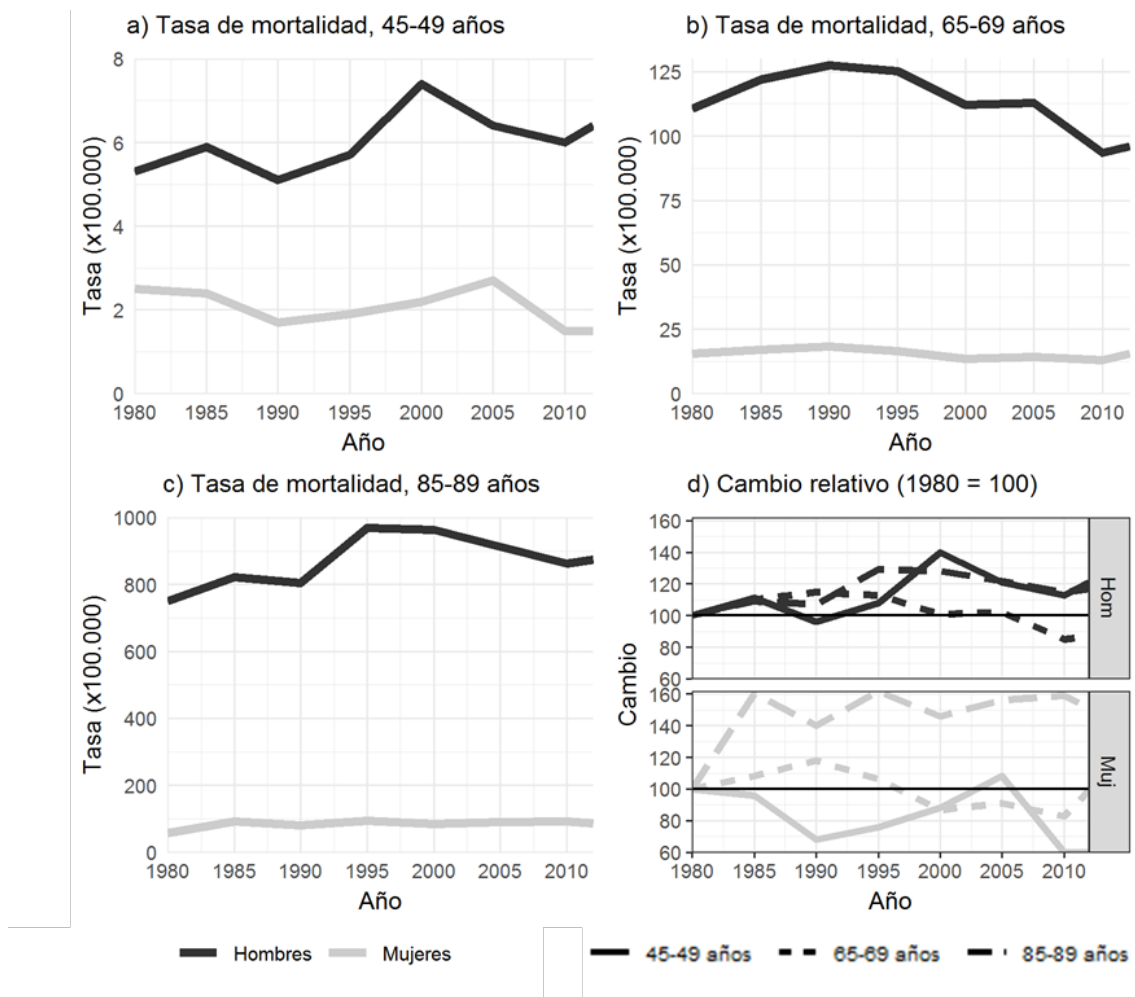 a) Tasa de mortalidad, 45-49 años
Tasa (x100.000)
8
6
4
2
0
1980 1985 1990 1995 2000 2005 2010
Año
b) Tasa de mortalidad, 65-69 años
Tasa (x100.000)
125
100
75
50
25
0
1980 1985 1990 1995 2000 2005 2010
Año
c) Tasa de mortalidad, 85-89 años
Tasa (x100.000)
1000
800
600
400
200
0
1980 1985 1990 1995 2000 2005 2010
Año
d) Cambio relativo (1980 = 100)
Cambio
160
140
120
100
80
60
Hom
160
140
120
100
80
60
Muj
1980 1985 1990 1995 2000 2005 2010
Año
Hombres Mujeres
45-49 años 65-69 años 85-89 años